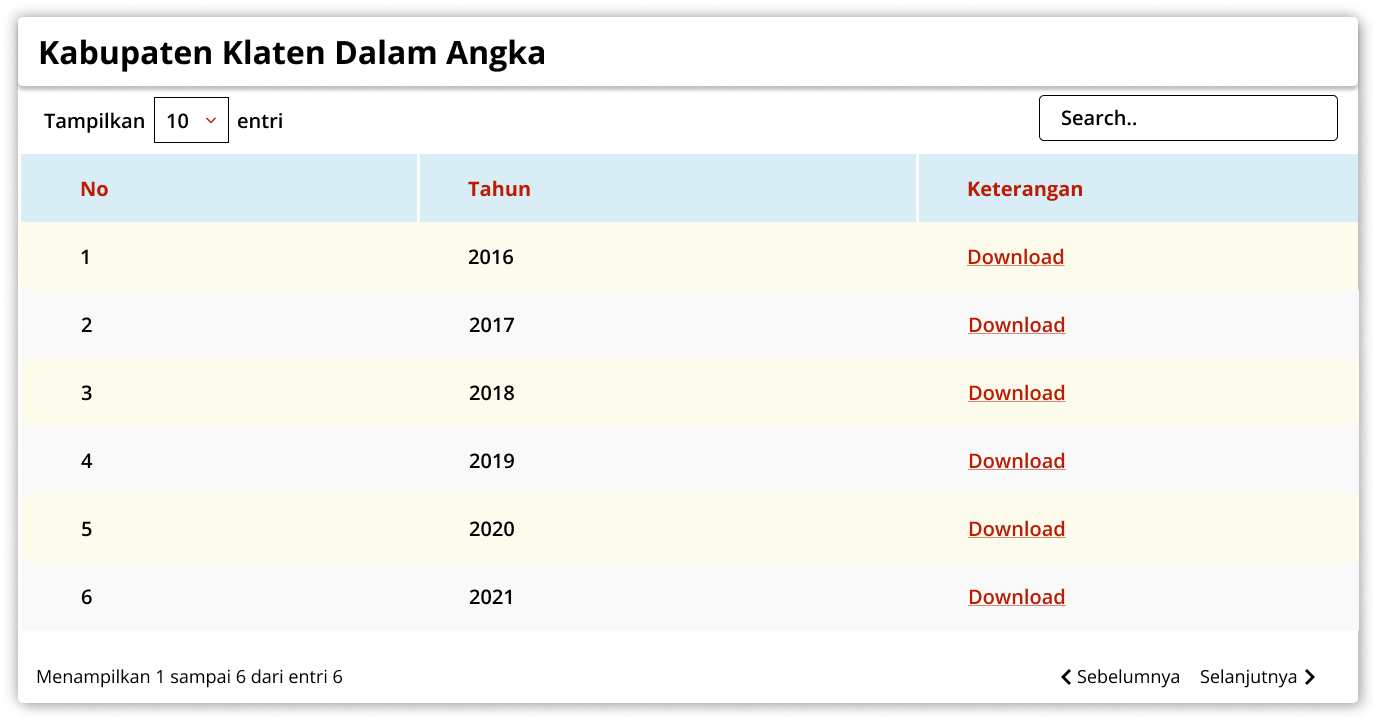 Kabupaten Klaten Dalam Angka
Tampilkan 10 entri Search..
No Tahun Keterangan
1 2016 Download
2 2017 Download
3 2018 Download
4 2019 Download
5 2020 Download
6 2021 Download
Menampilkan 1 sampai 6 dari entri 6 Sebelumnya Selanjutnya